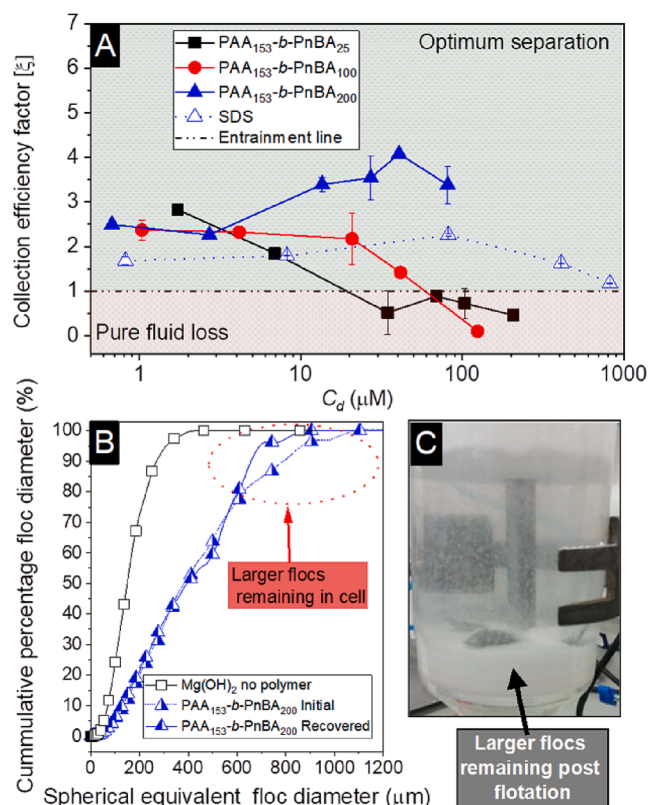 A
PAA153-b-PnBA25
PAA153-b-PnBA100
PAA153-b-PnBA200
SDS
Entrainment line
Optimum separation
Pure fluid loss
Collection efficiency factor [ξ]
7
6
5
4
3
2
1
0
1 10 100 1000
Cd (μM)
B
Cummulative percentage floc diameter (%)
100
90
80
70
60
50
40
30
20
10
0
Larger flocs
remaining in cell
Mg(OH)2 no polymer
PAA153-b-PnBA200 Initial
PAA153-b-PnBA200 Recovered
0 200 400 600 800 1000 1200
Spherical equivalent floc diameter (μm)
C
Larger flocs
remaining post
flotation